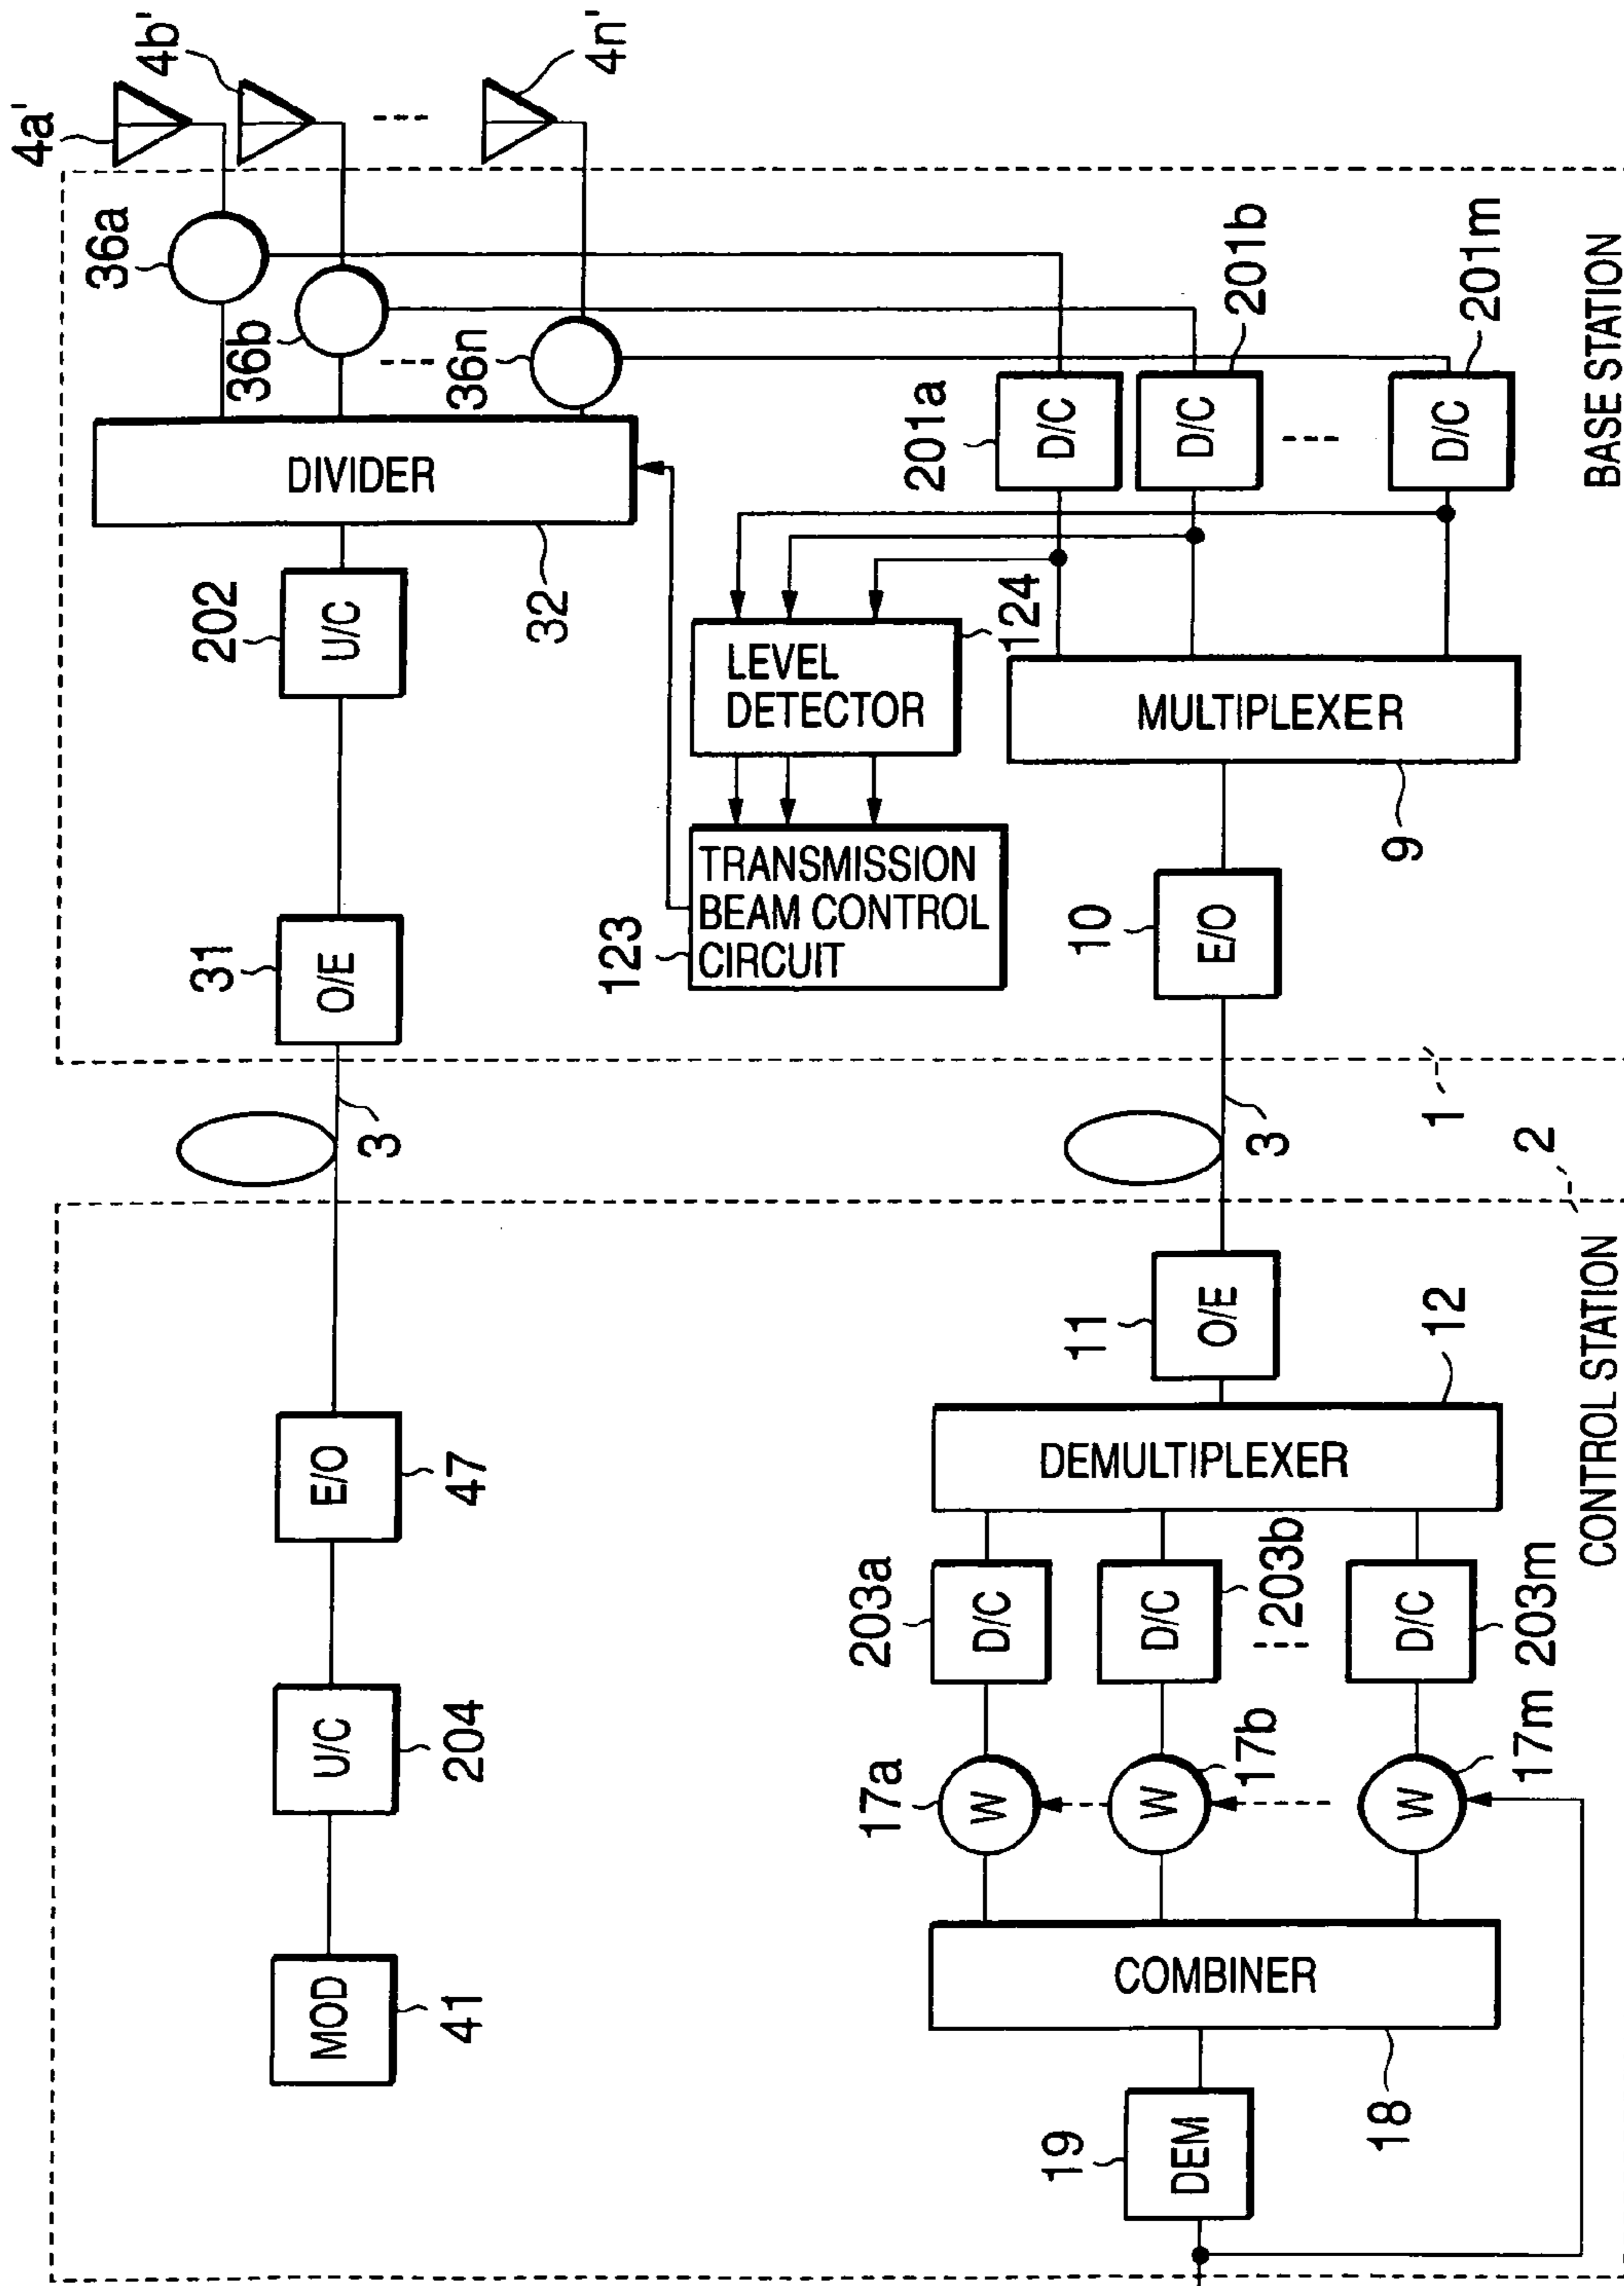 4a'
4b'
4n'
36a
36b
36n
DIVIDER
32
202
U/C
31
O/E
3
47
E/O
204
U/C
41
MOD
201a
D/C
201b
D/C
201m
D/C
LEVEL
DETECTOR
124
TRANSMISSION
BEAM CONTROL
CIRCUIT
123
MULTIPLEXER
9
10
E/O
BASE STATION
1
3
2
11
O/E
12
DEMULTIPLEXER
203a
D/C
203b
D/C
203m
D/C
17a
W
17b
W
17m
W
COMBINER
18
19
DEM
CONTROL STATION